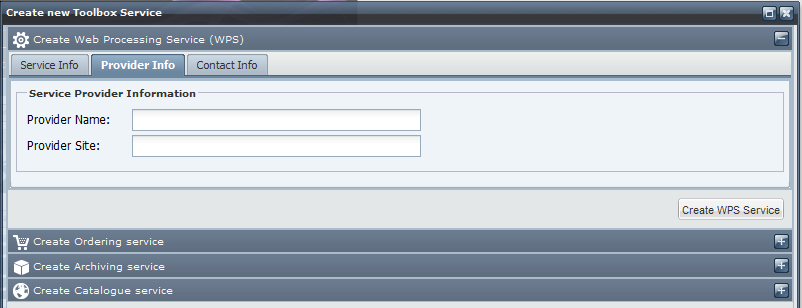 Create new Toolbox Service
Create Web Processing Service (WPS)
Service Info Provider Info Contact Info
Service Provider Information
Provider Name:
Provider Site:
Create WPS Service
Create Ordering service
Create Archiving service
Create Catalogue service